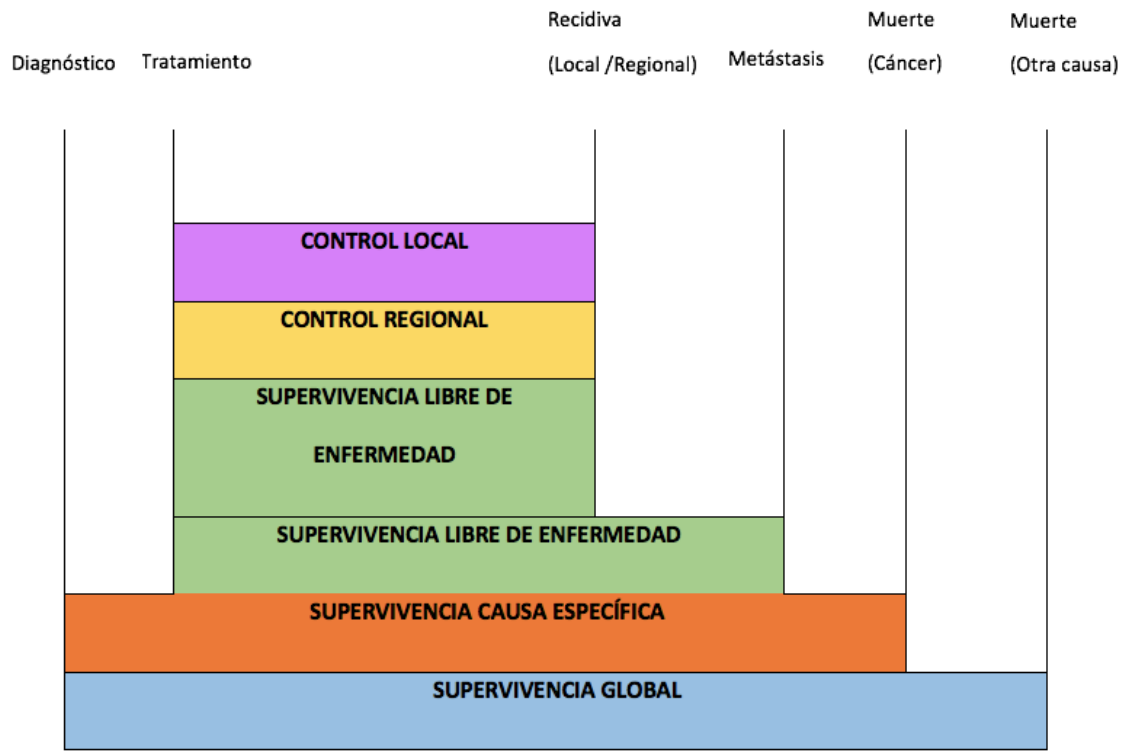 Diagnóstico
Tratamiento
Recidiva
(Local /Regional)
Metástasis
Muerte
(Cáncer)
Muerte
(Otra causa)
CONTROL LOCAL
CONTROL REGIONAL
SUPERVIVENCIA LIBRE DE
ENFERMEDAD
SUPERVIVENCIA LIBRE DE ENFERMEDAD
SUPERVIVENCIA CAUSA ESPECÍFICA
SUPERVIVENCIA GLOBAL